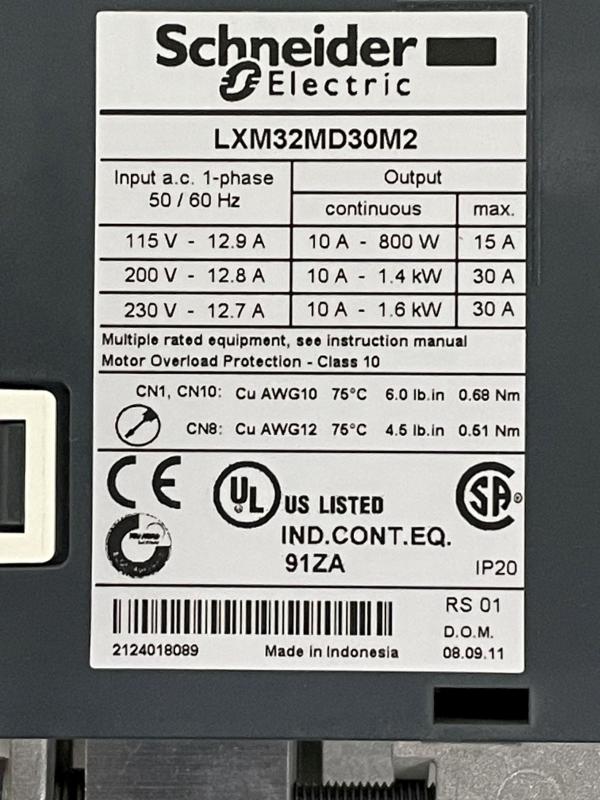 Schneider
Electric
LXM32MD30M2
Input a.c. 1-phase
50 / 60 Hz
Output
continuous max.
115 V - 12.9 A 10 A - 800 W 15 A
200 V - 12.8 A 10 A - 1.4 kW 30 A
230 V - 12.7 A 10 A - 1.6 kW 30 A
Multiple rated equipment, see instruction manual
Motor Overload Protection - Class 10
CN1, CN10: Cu AWG10 75°C 6.0 lb.in 0.68 Nm
CN8: Cu AWG12 75°C 4.5 lb.in 0.51 Nm
CE UL US LISTED SA®
IND.CONT.EQ.
91ZA IP20
RS 01
D.O.M.
2124018089 Made in Indonesia 08.09.11